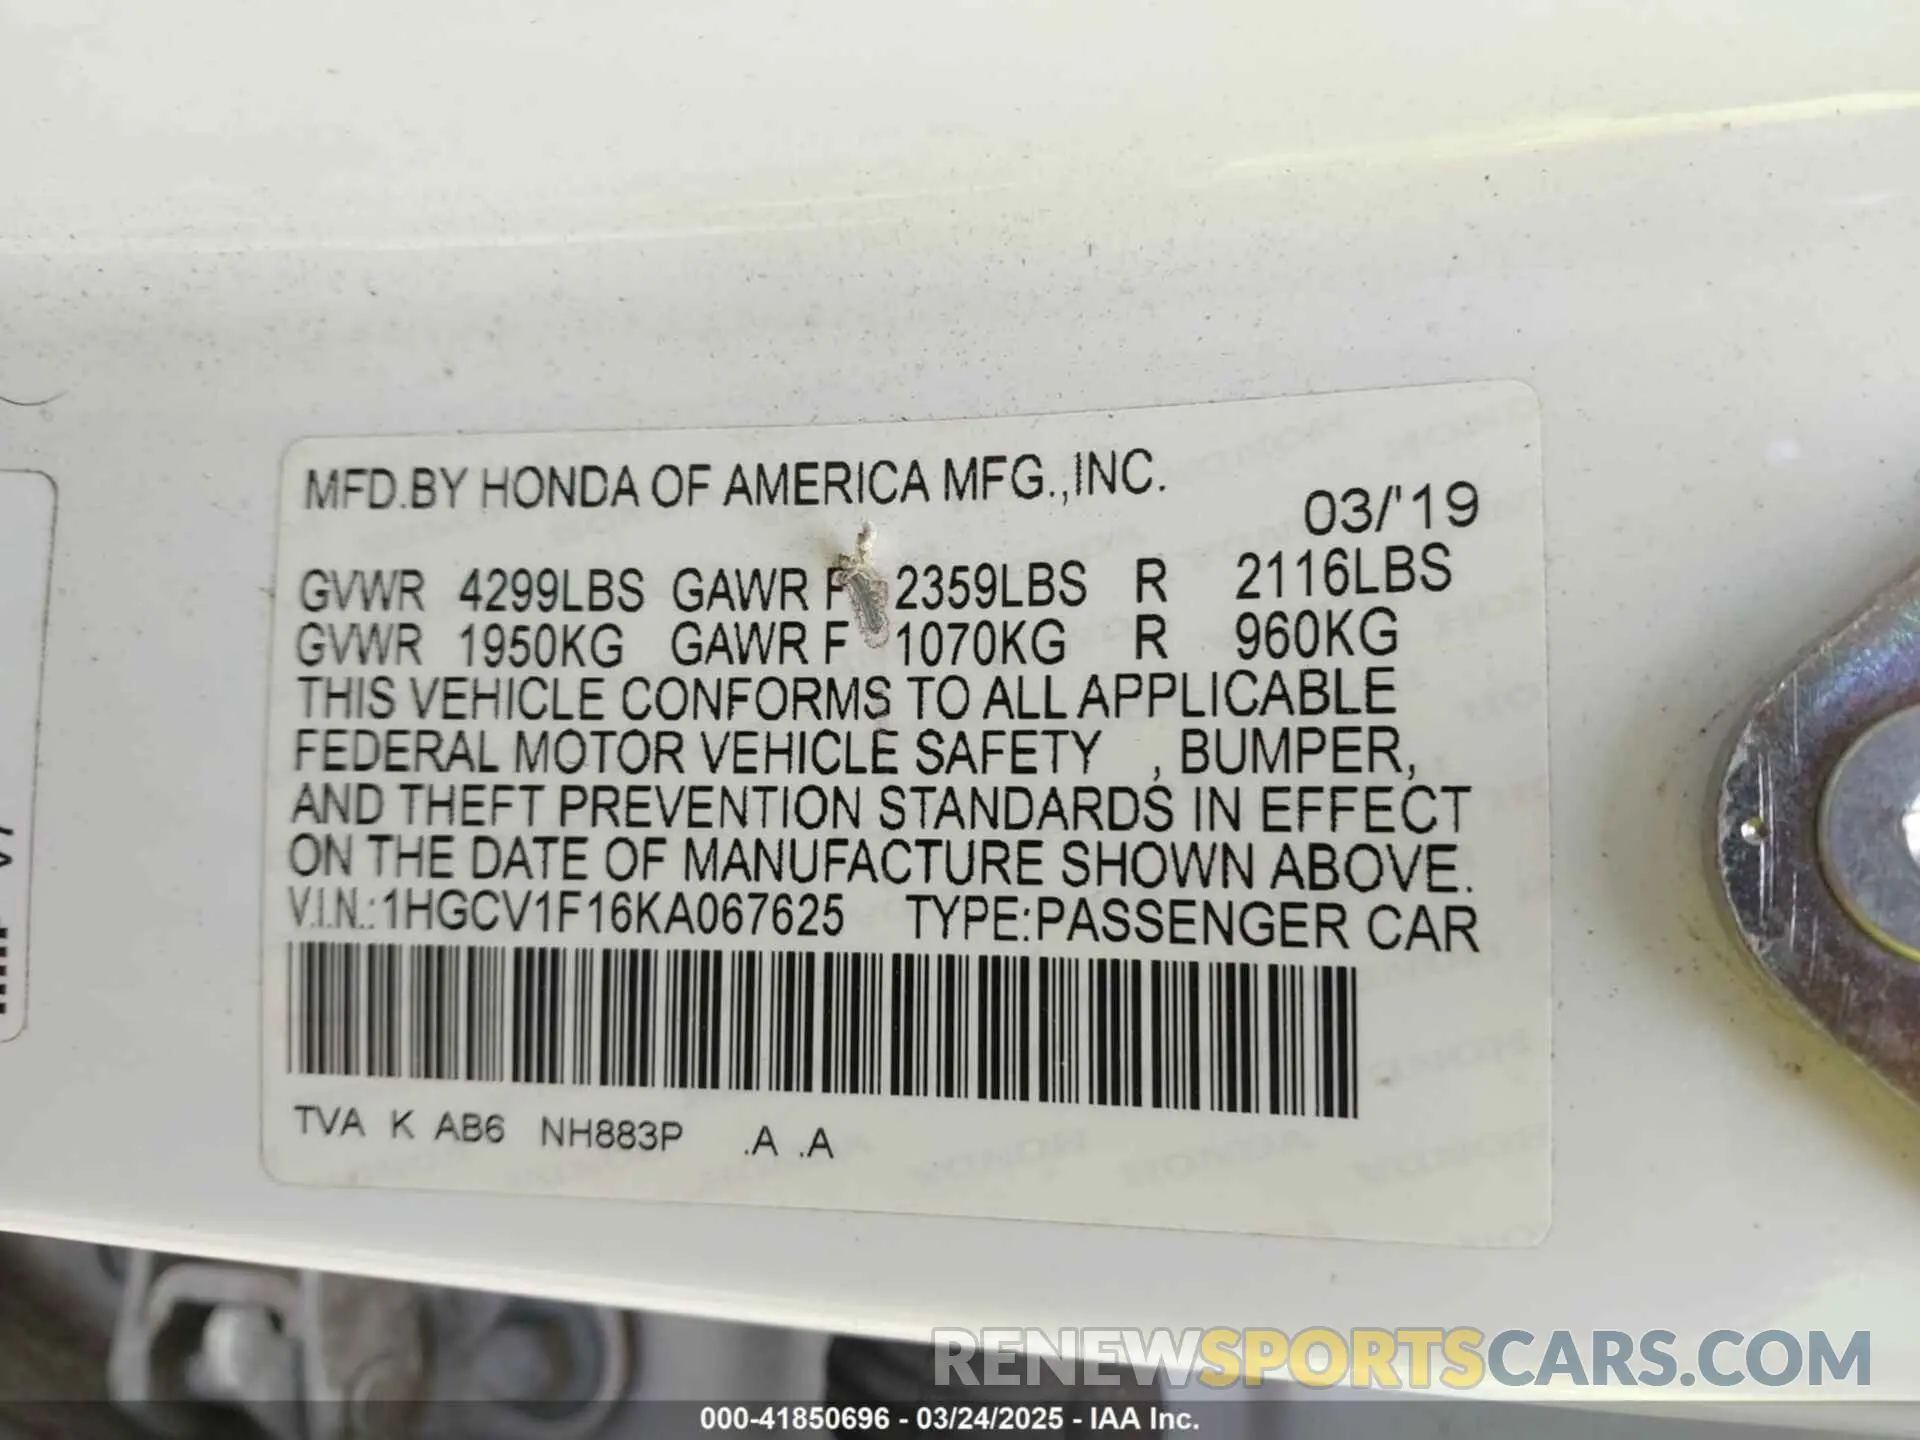 MFD.BY HONDA OF AMERICA MFG.,INC.
03/'19
GVWR 4299LBS GAWR F 2359LBS R 2116LBS
GVWR 1950KG GAWR F 1070KG R 960KG
THIS VEHICLE CONFORMS TO ALL APPLICABLE
FEDERAL MOTOR VEHICLE SAFETY , BUMPER,
AND THEFT PREVENTION STANDARDS IN EFFECT
ON THE DATE OF MANUFACTURE SHOWN ABOVE.
V.I.N.:1HGCV1F16KA067625 TYPE:PASSENGER CAR
TVA K AB6 NH883P .A .A
RENEWSPORTSCARS.COM
000-41850696 - 03/24/2025 - IAA Inc.